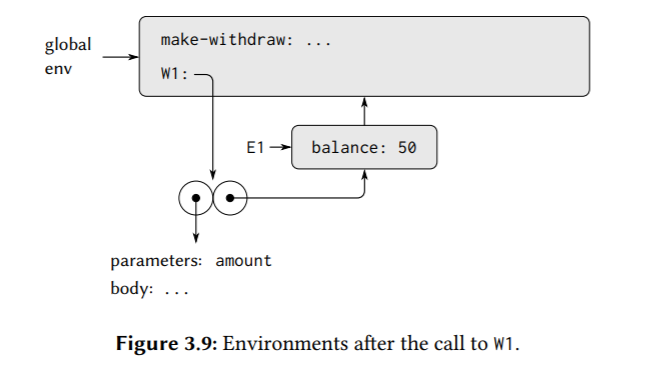 global
env
make-withdraw: ...
W1:
E1
balance: 50
parameters: amount
body: ...
Figure 3.9: Environments after the call to W1.